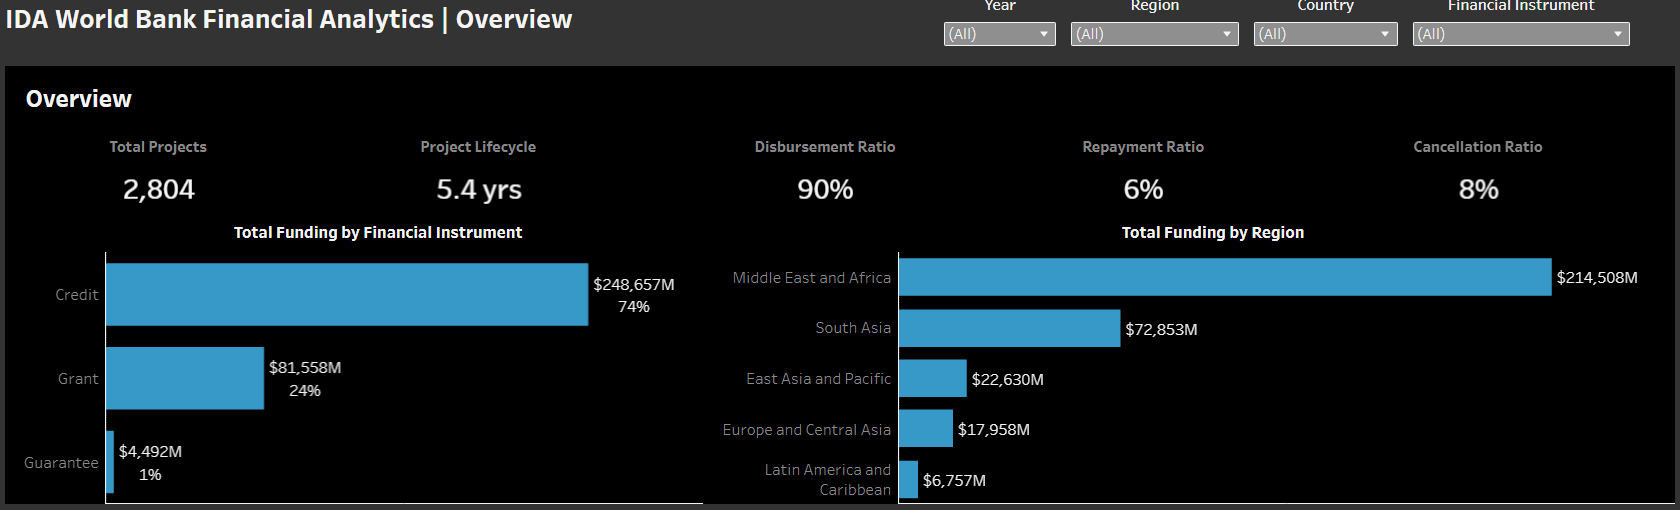 IDA World Bank Financial Analytics | Overview
Year
Region
Country
Financial Instrument
(All)
(All)
(All)
(All)
Overview
Total Projects
Project Lifecycle
Disbursement Ratio
Repayment Ratio
Cancellation Ratio
2,804
5.4 yrs
90%
6%
8%
Total Funding by Financial Instrument
Credit
$248,657M
74%
Grant
$81,558M
24%
Guarantee
$4,492M
1%
Total Funding by Region
Middle East and Africa
$214,508M
South Asia
$72,853M
East Asia and Pacific
$22,630M
Europe and Central Asia
$17,958M
Latin America and
Caribbean
$6,757M